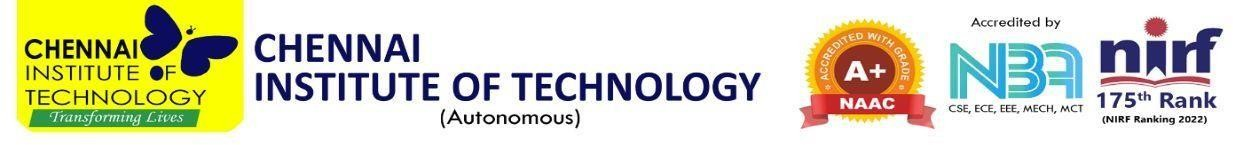 CHENNAI
INSTITUTE OF
TECHNOLOGY
Transforming Lives
CHENNAI
INSTITUTE OF TECHNOLOGY
(Autonomous)
ACCREDITED WITH GRADE
A+
NAAC
Accredited by
NBA
CSE, ECE, EEE, MECH, MCT
nirf
175th Rank
(NIRF Ranking 2022)